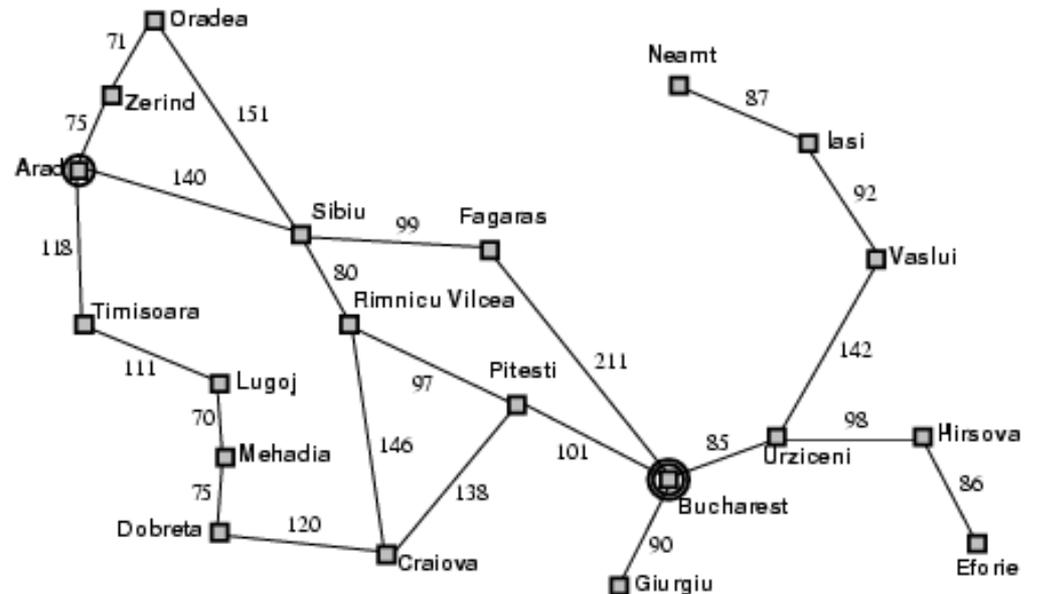 Oradea
71
Neamt
87
Zerind
151
75
Iasi
Arad
140
92
Sibiu
Fagaras
99
118
Vaslui
80
Timisoara
Rimnicu Vilcea
142
111
Lugoj
97
Pitesti
211
70
98
Hirsova
146
85
Mehadia
101
Urziceni
75
138
86
Bucharest
Dobreta
120
90
Craiova
Eforie
Giurgiu